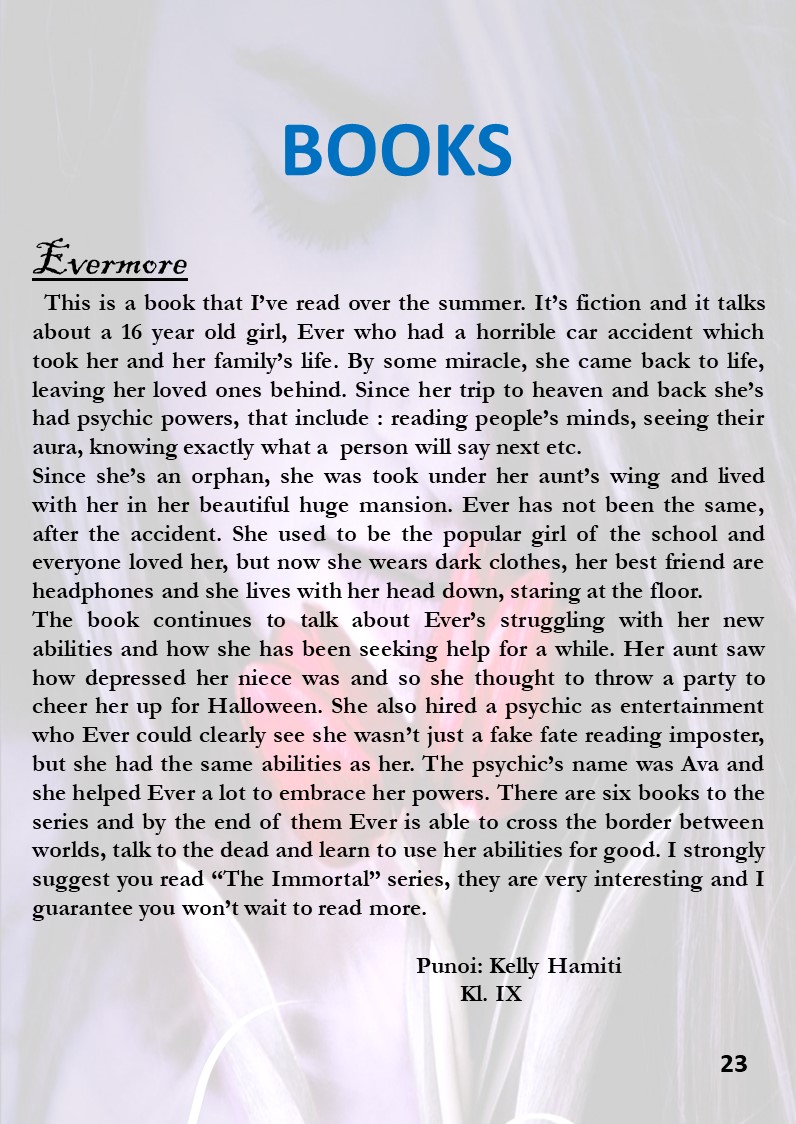 BOOKS
Evermore
This is a book that I’ve read over the summer. It’s fiction and it talks
about a 16 year old girl, Ever who had a horrible car accident which
took her and her family’s life. By some miracle, she came back to life,
leaving her loved ones behind. Since her trip to heaven and back she’s
had psychic powers, that include : reading people’s minds, seeing their
aura, knowing exactly what a person will say next etc.
Since she’s an orphan, she was took under her aunt’s wing and lived
with her in her beautiful huge mansion. Ever has not been the same,
after the accident. She used to be the popular girl of the school and
everyone loved her, but now she wears dark clothes, her best friend are
headphones and she lives with her head down, staring at the floor.
The book continues to talk about Ever’s struggling with her new
abilities and how she has been seeking help for a while. Her aunt saw
how depressed her niece was and so she thought to throw a party to
cheer her up for Halloween. She also hired a psychic as entertainment
who Ever could clearly see she wasn’t just a fake fate reading imposter,
but she had the same abilities as her. The psychic’s name was Ava and
she helped Ever a lot to embrace her powers. There are six books to the
series and by the end of them Ever is able to cross the border between
worlds, talk to the dead and learn to use her abilities for good. I strongly
suggest you read “The Immortal” series, they are very interesting and I
guarantee you won’t wait to read more.
Punoi: Kelly Hamiti
Kl. IX
23